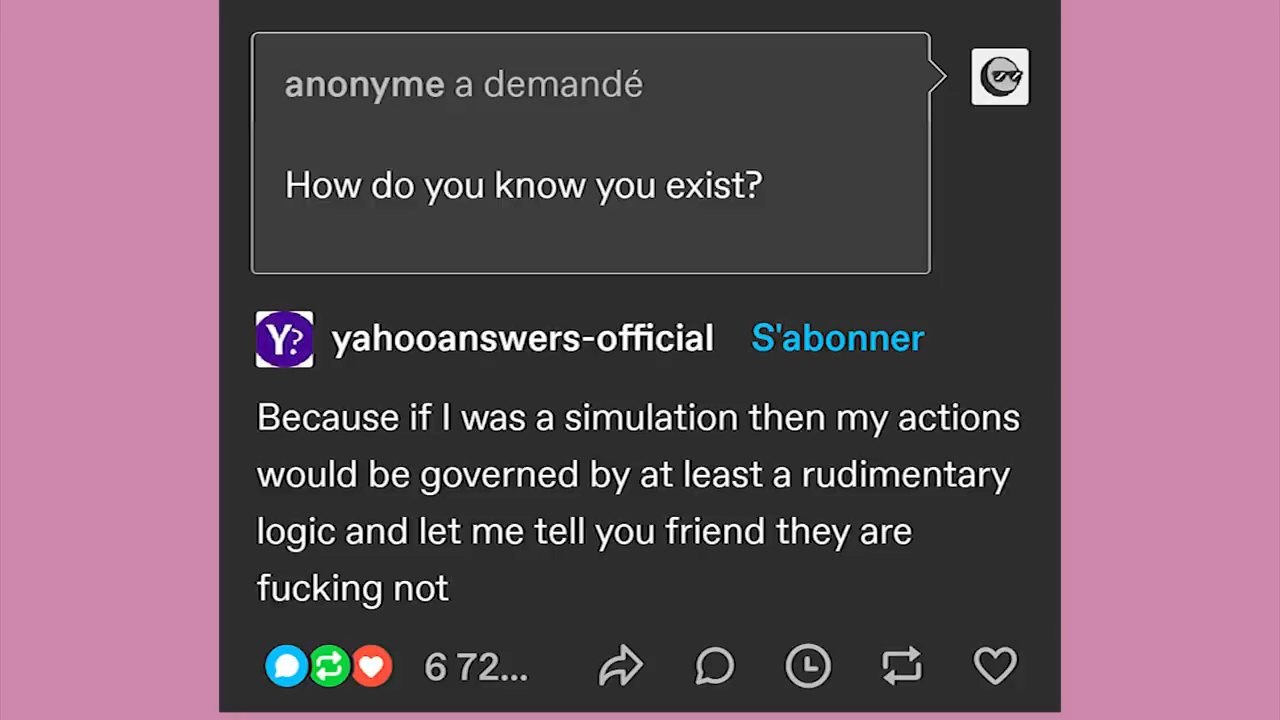 anonyme a demandé
How do you know you exist?
Y?
yahooanswers-official S'abonner
Because if I was a simulation then my actions
would be governed by at least a rudimentary
logic and let me tell you friend they are
fucking not
6 72...